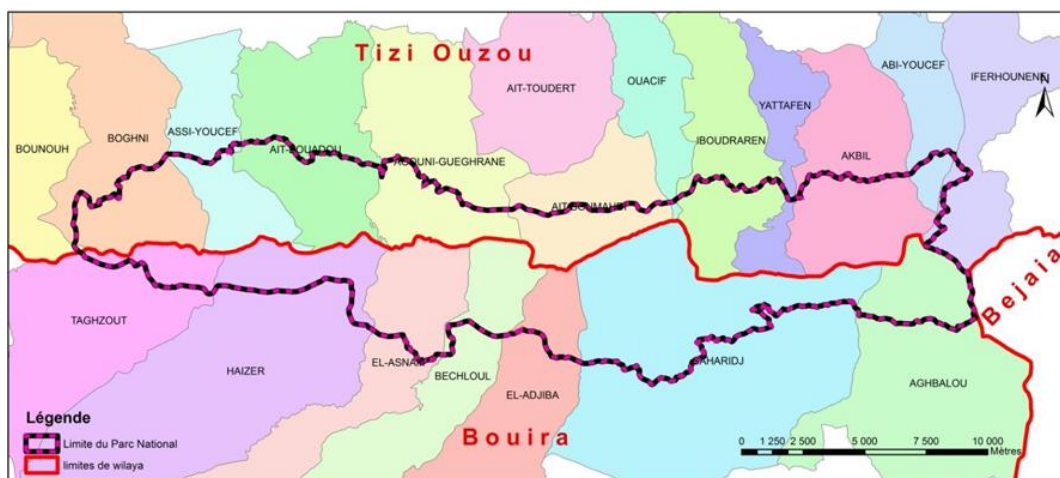 Tizi Ouzou
ABI-YOUCEF
OUACIF
IFERHOUNENE
N
AIT-TOUDERT
YATTAFEN
BOUNOUH
BOGHNI
ASSI-YOUCEF
IBOUDRAREN
AIT-BOUADOU
AGOUNI-GUEGHRANE
AKBIL
AIT-BOUMAHDI
Bejaia
TAGHZOUT
HAIZER
EL-ASNAM
BECHLOUL
SAHARIDJ
AGHBALOU
EL-ADJIBA
Bouira
Légende
Limite du Parc National
limites de wilaya
0 1 250 2 500 5 000 7 500 10 000
Mètres